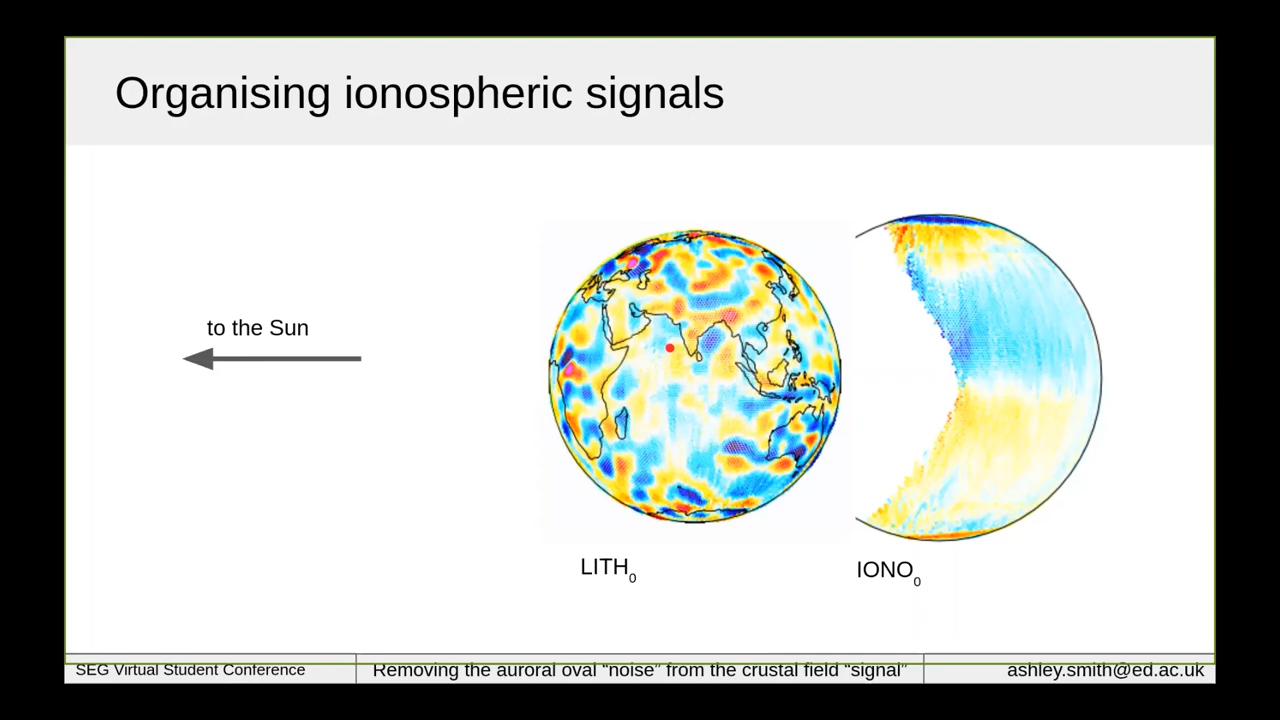 Organising ionospheric signals
to the Sun
LITH0
IONO0
SEG Virtual Student Conference
Removing the auroral oval “noise” from the crustal field “signal”
ashley.smith@ed.ac.uk